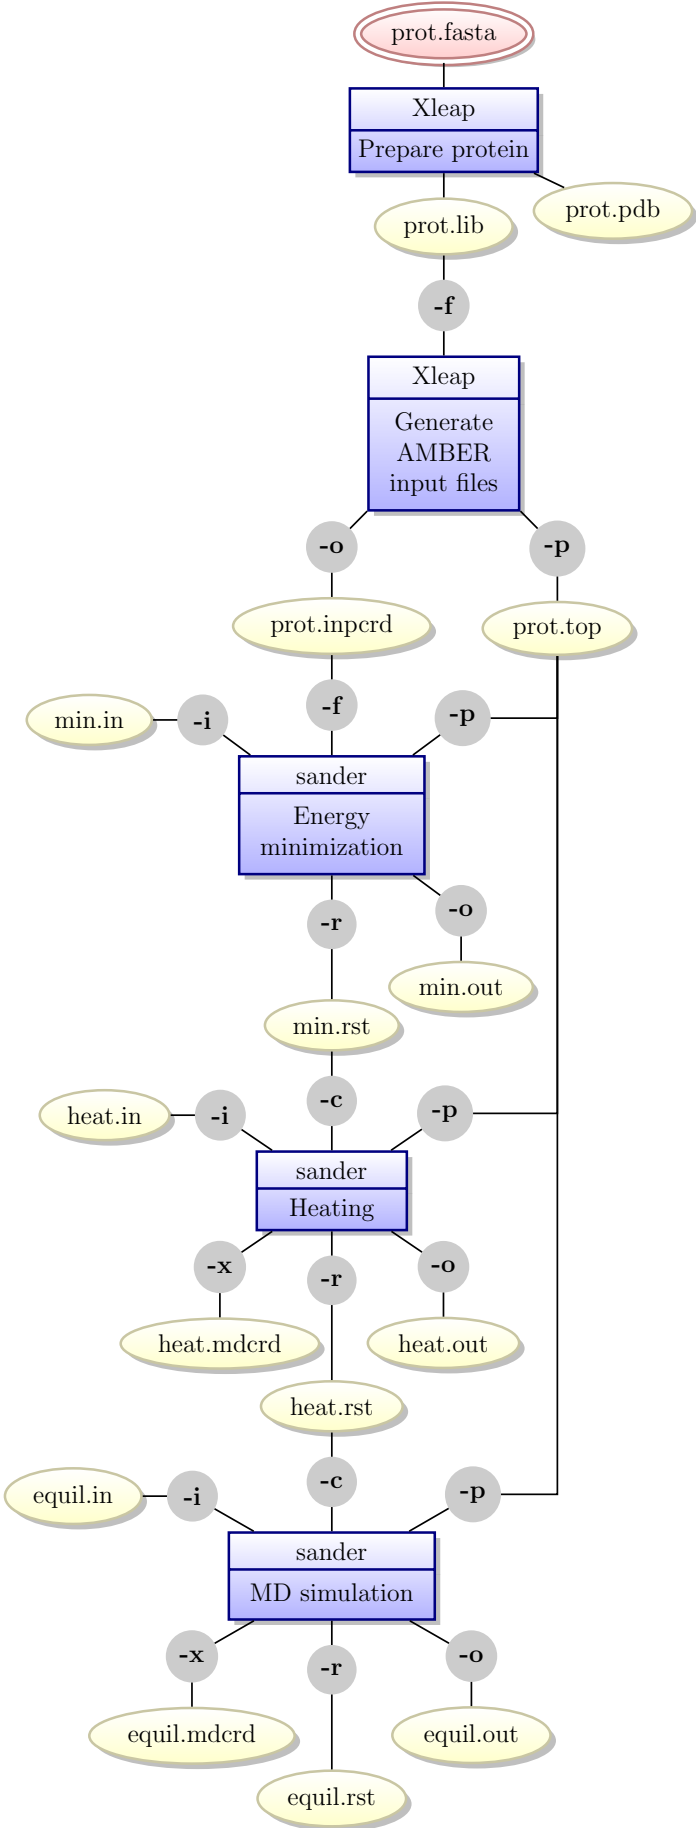 prot.fasta
Xleap
Prepare protein
prot.pdb
prot.lib
-f
Xleap
Generate
AMBER
input files
-o
-p
prot.inpcrd
prot.top
min.in
-i
-f
-p
sander
Energy
minimization
-r
-o
min.out
min.rst
-c
heat.in
-i
-p
sander
Heating
-x
-r
-o
heat.mdcrd
heat.out
heat.rst
-c
equil.in
-i
-p
sander
MD simulation
-x
-r
-o
equil.mdcrd
equil.out
equil.rst